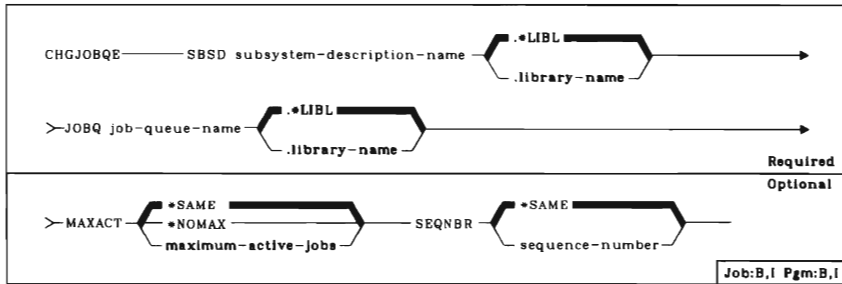 .*LIBL
CHGJOBQE SBSD subsystem-description-name
.library-name
.*LIBL
JOBQ job-queue-name
.library-name
Required
Optional
*SAME *SAME
MAXACT *NOMAX SEQNBR
maximum-active-jobs sequence-number
Job:B,I Pgm:B,I